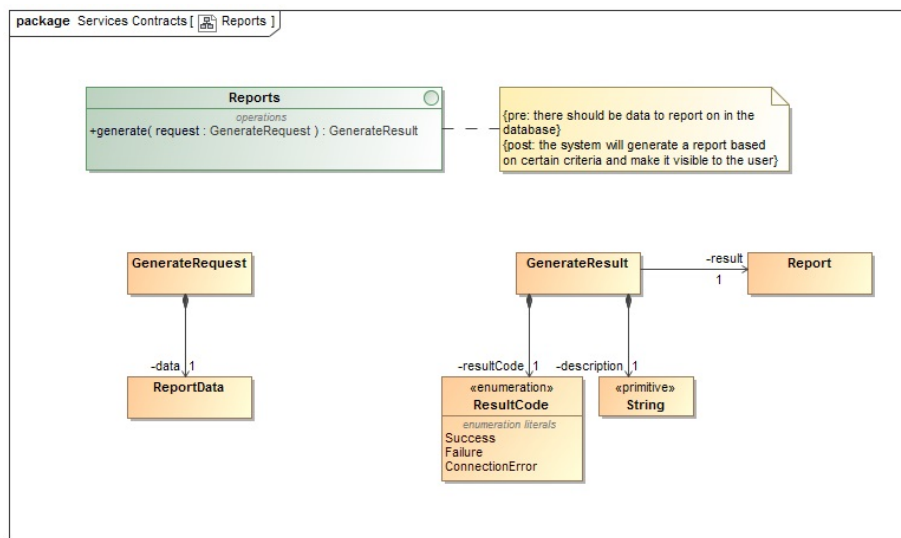 package Services Contracts [ Reports ]
Reports
operations
+generate( request : GenerateRequest ) : GenerateResult
{pre: there should be data to report on in the
database}
{post: the system will generate a report based
on certain criteria and make it visible to the user}
GenerateRequest
GenerateResult
-result
1
Report
-data 1
-resultCode 1
-description 1
ReportData
«enumeration»
ResultCode
enumeration literals
Success
Failure
ConnectionError
«primitive»
String